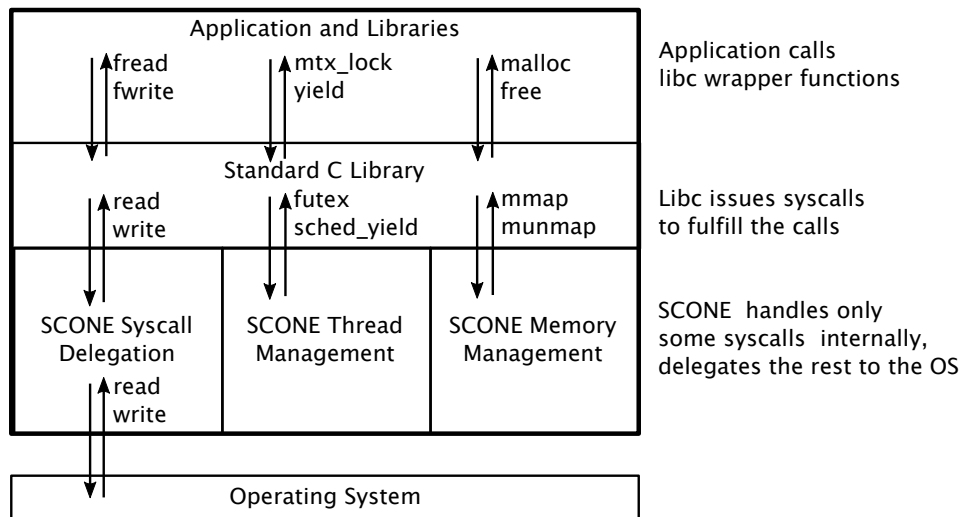 Application and Libraries
fread
fwrite
mtx_lock
yield
malloc
free
Application calls
libc wrapper functions
Standard C Library
read
write
futex
sched_yield
mmap
munmap
Libc issues syscalls
to fulfill the calls
SCONE Syscall
Delegation
SCONE Thread
Management
SCONE Memory
Management
SCONE handles only
some syscalls internally,
delegates the rest to the OS
read
write
Operating System